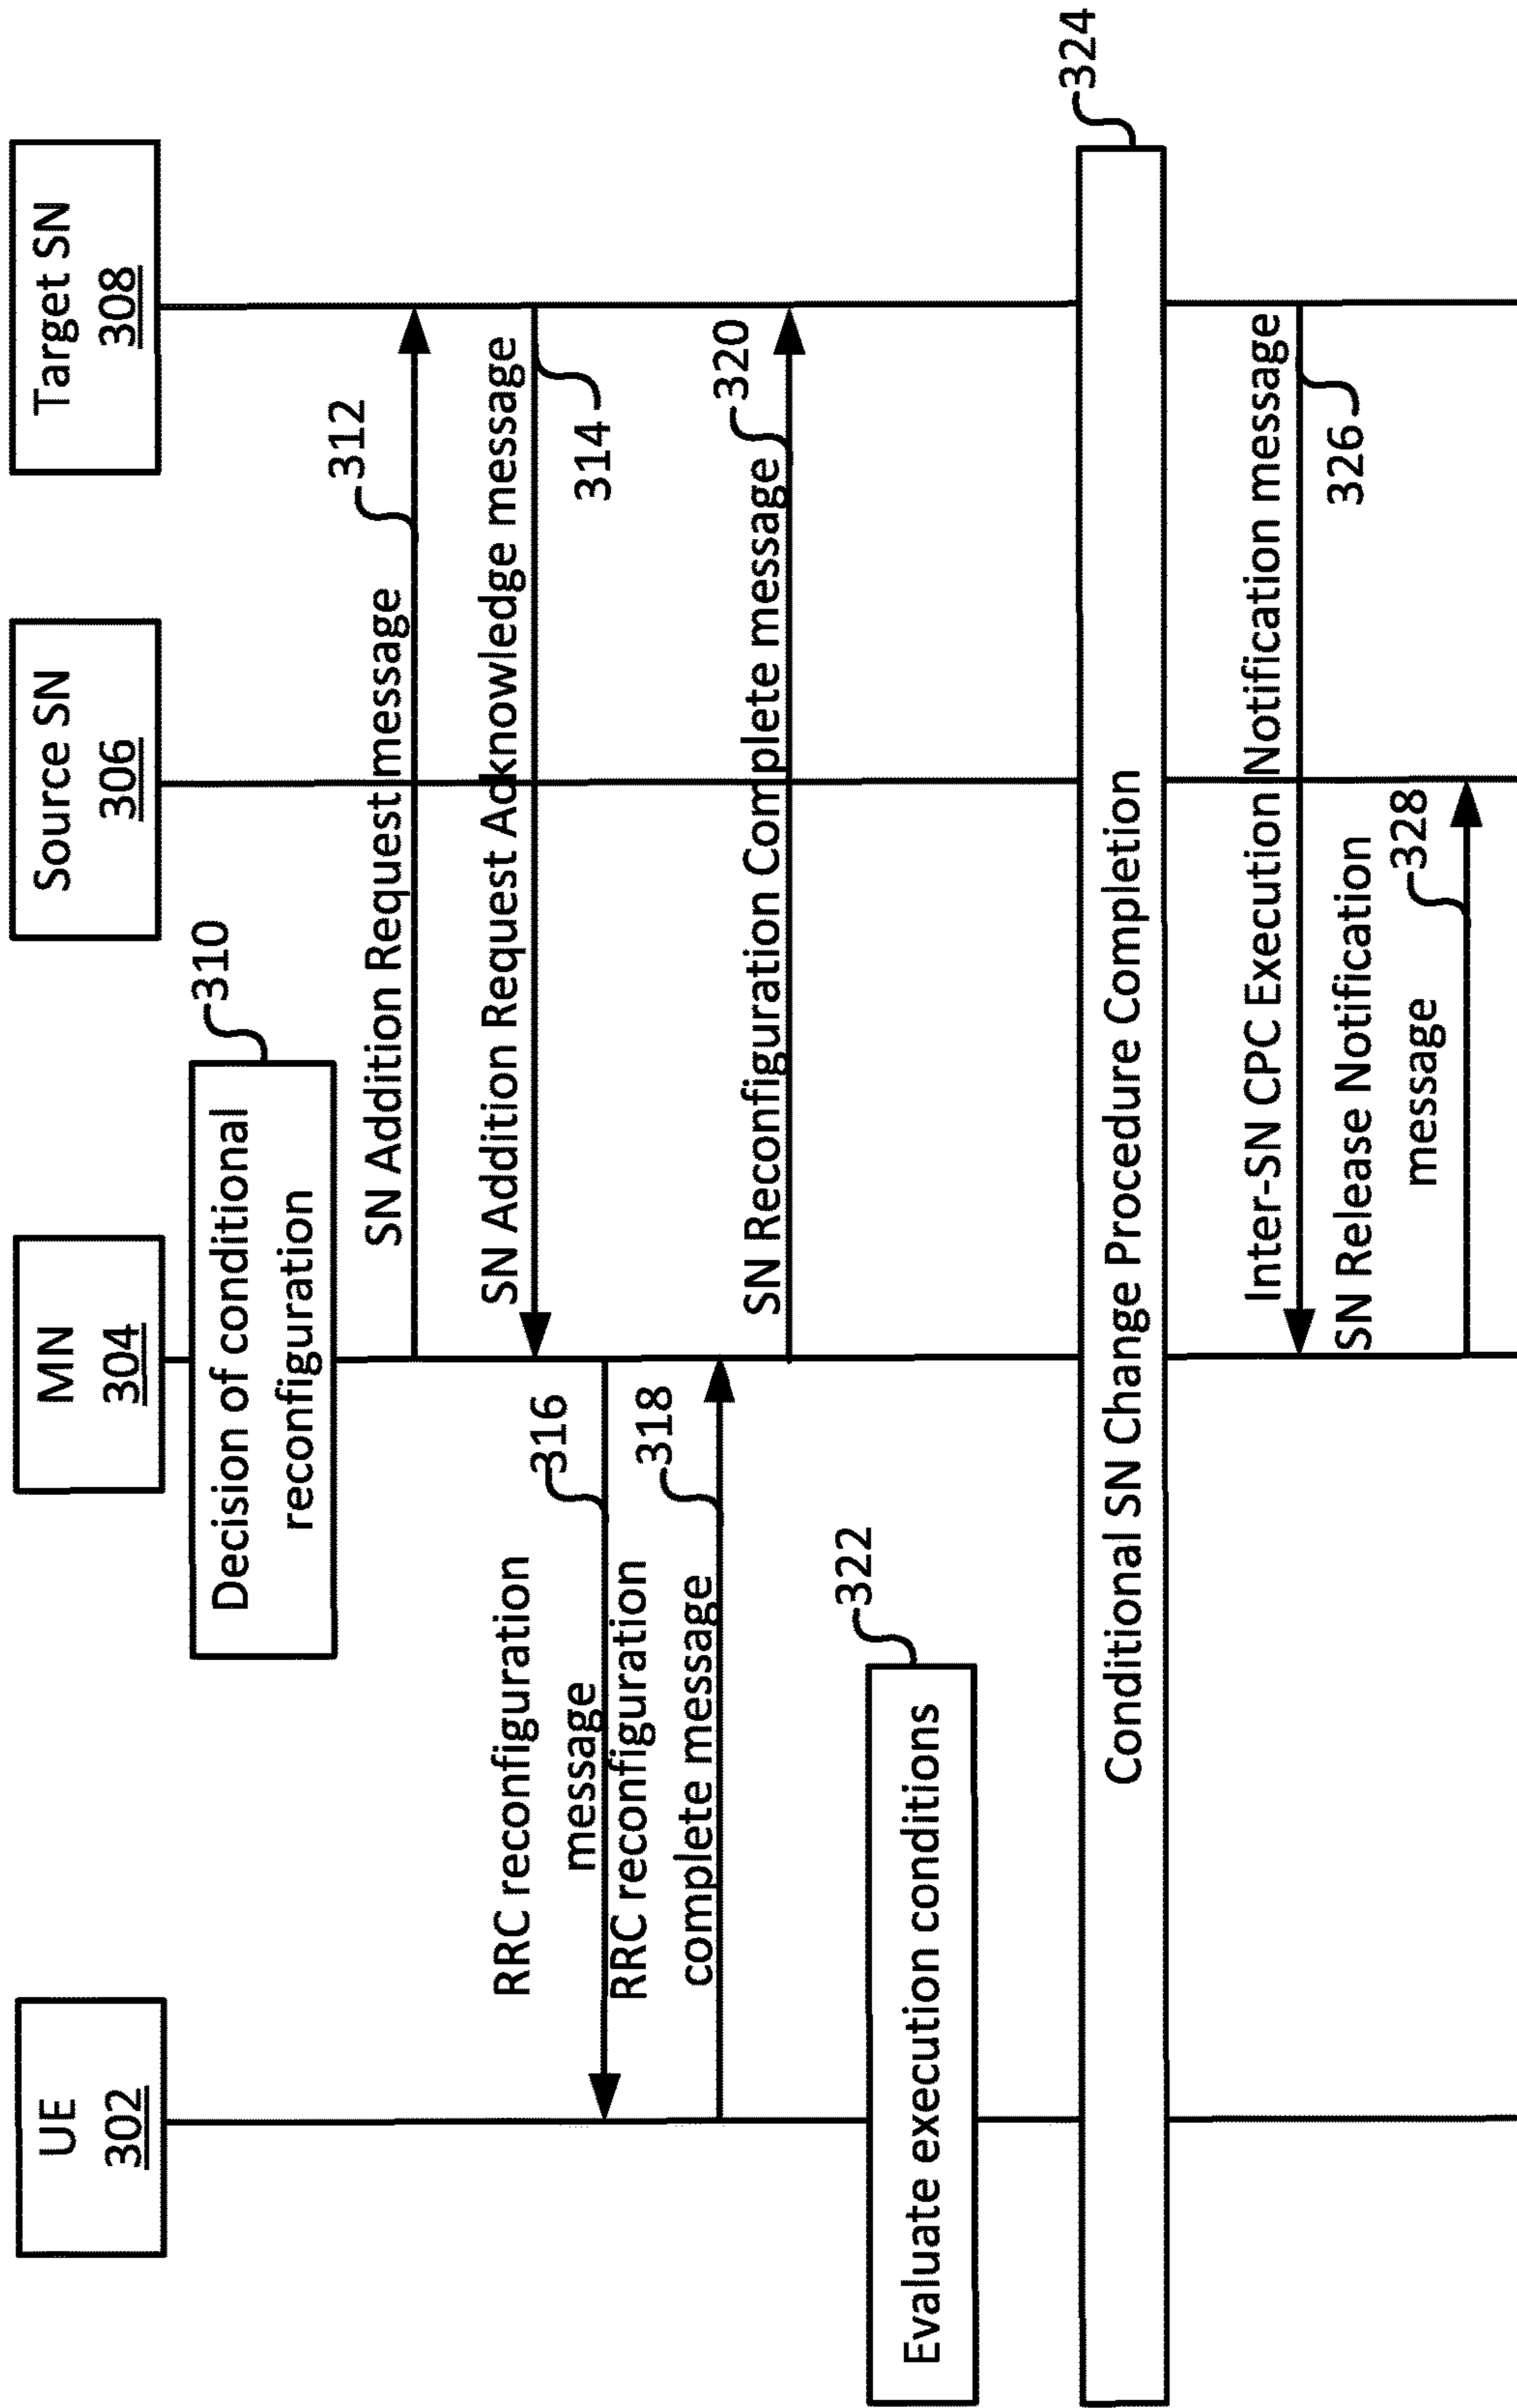 UE
302
MN
304
Source SN
306
Target SN
308
Decision of conditional
reconfiguration
310
SN Addition Request message
312
SN Addition Request Acknowledge message
314
RRC reconfiguration
message
316
RRC reconfiguration
complete message
318
SN Reconfiguration Complete message
320
Evaluate execution conditions
322
Conditional SN Change Procedure Completion
324
Inter-SN CPC Execution Notification message
326
SN Release Notification
message
328